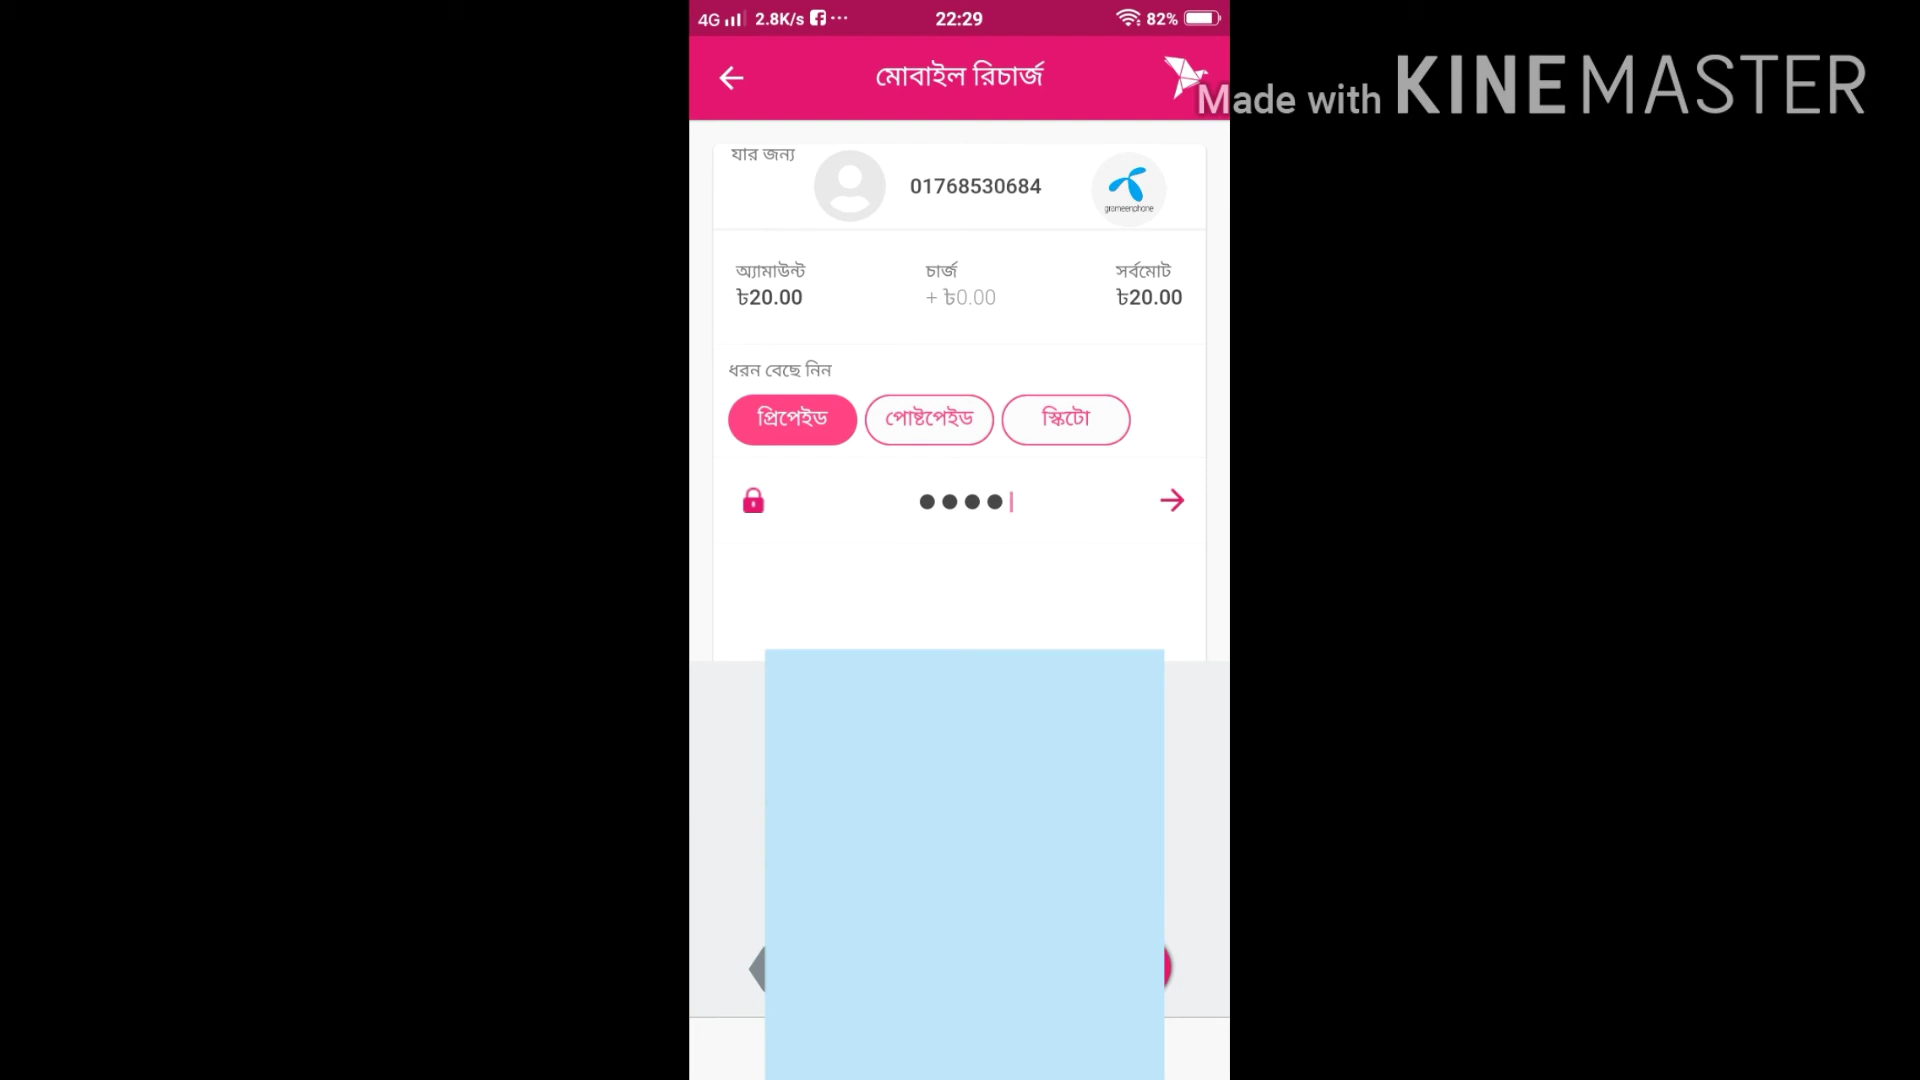 4G 2.8K/s 22:29 82%
মোবাইল রিচার্জ
Made with KINEMASTER
যার জন্য
01768530684
grameenphone
অ্যামাউন্ট চার্জ সর্বমোট
৳20.00 + ৳0.00 ৳20.00
ধরন বেছে নিন
প্রিপেইড পোষ্টপেইড স্কিটো